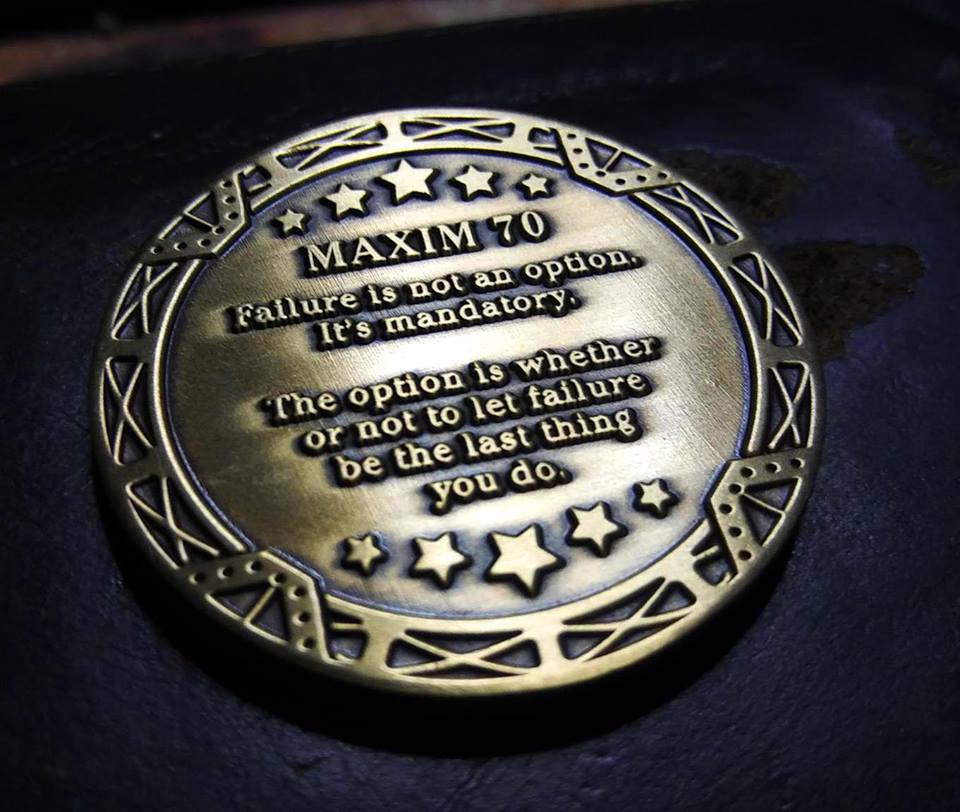 MAXIM 70
Failure is not an option.
It's mandatory.
The option is whether
or not to let failure
be the last thing
you do.